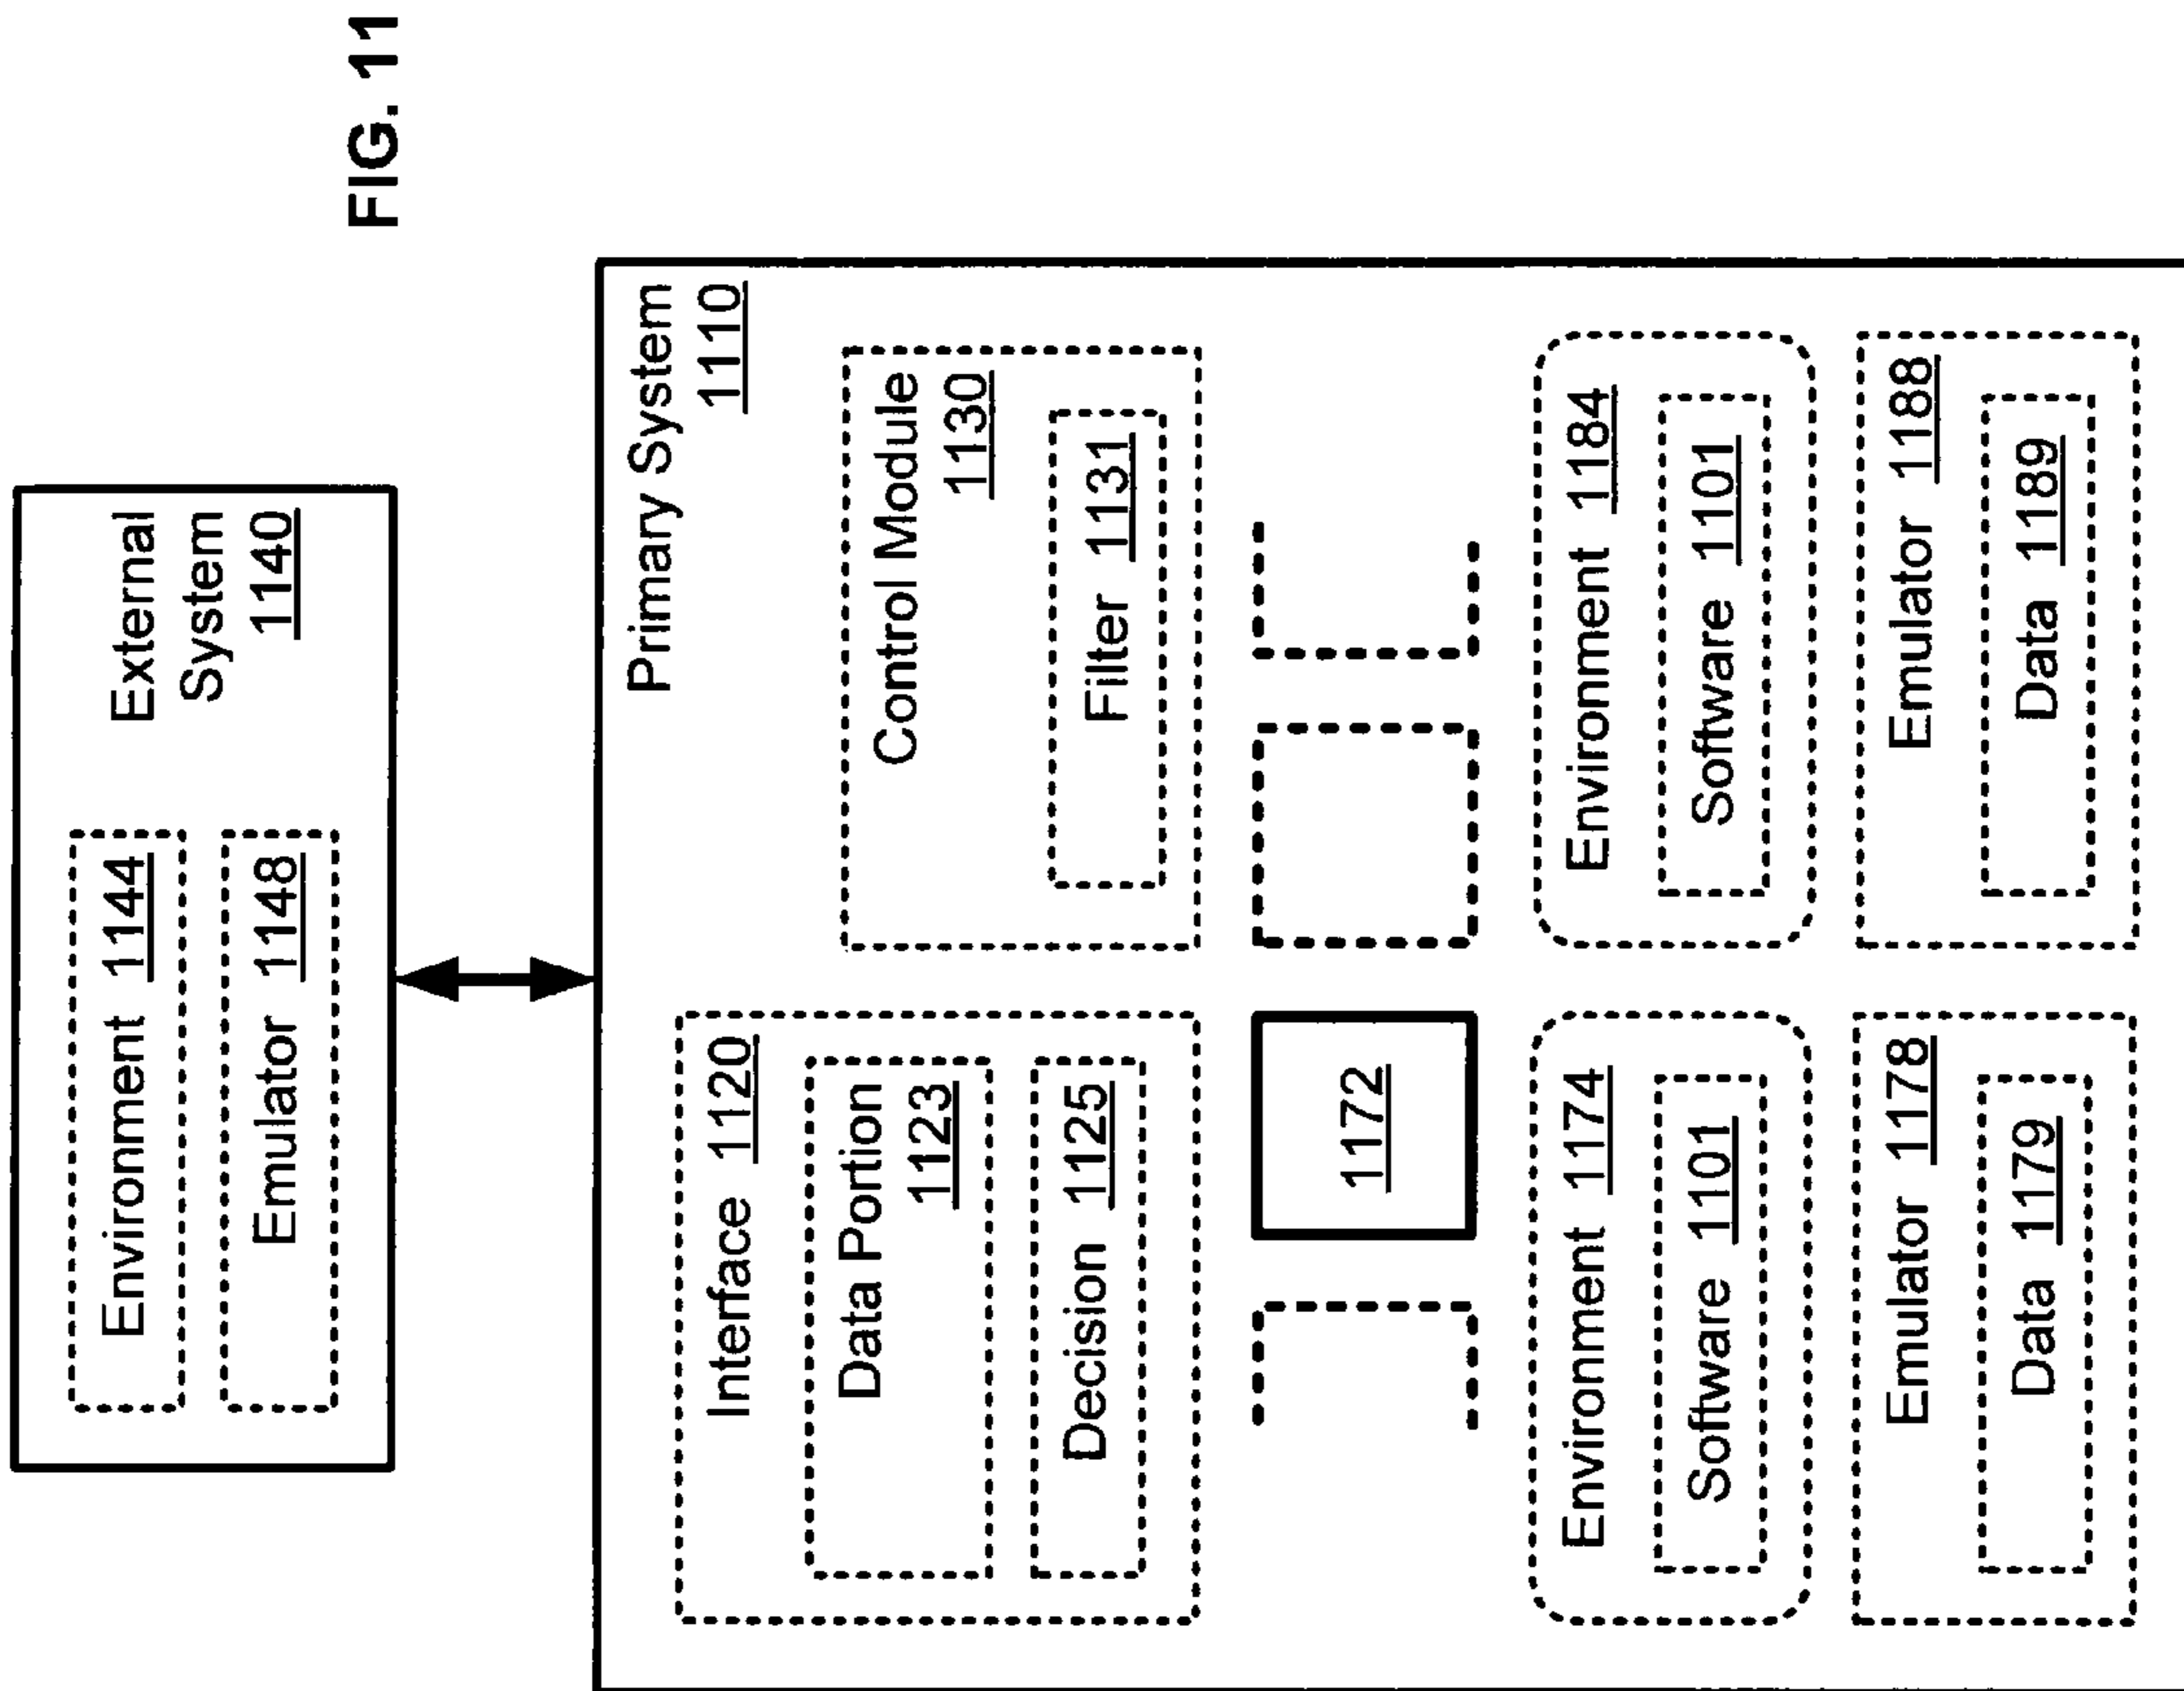 FIG. 11
External
System
1140
Environment 1144
Emulator 1148
Primary System
1110
Interface 1120
Data Portion
1123
Decision 1125
Control Module
1130
Filter 1131
1172
Environment 1174
Software 1101
Environment 1184
Software 1101
Emulator 1178
Data 1179
Emulator 1188
Data 1189